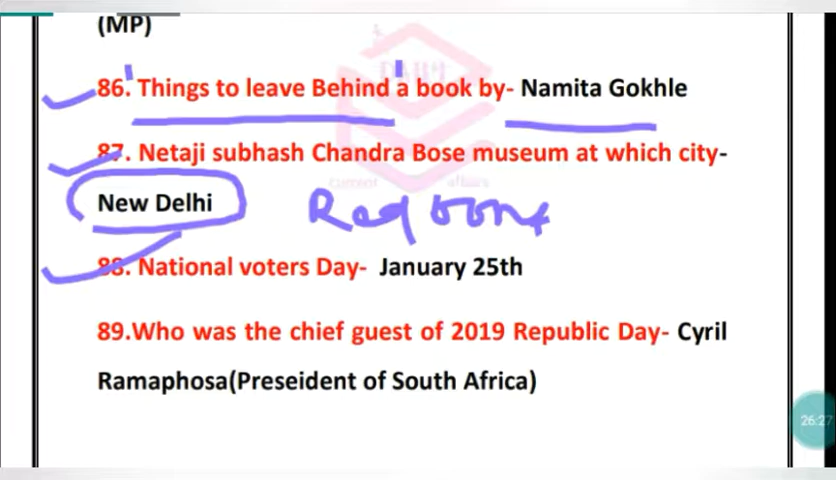 (MP)
86. Things to leave Behind a book by- Namita Gokhle
87. Netaji subhash Chandra Bose museum at which city-
New Delhi
88. National voters Day- January 25th
89.Who was the chief guest of 2019 Republic Day- Cyril
Ramaphosa(Preseident of South Africa)
26:27